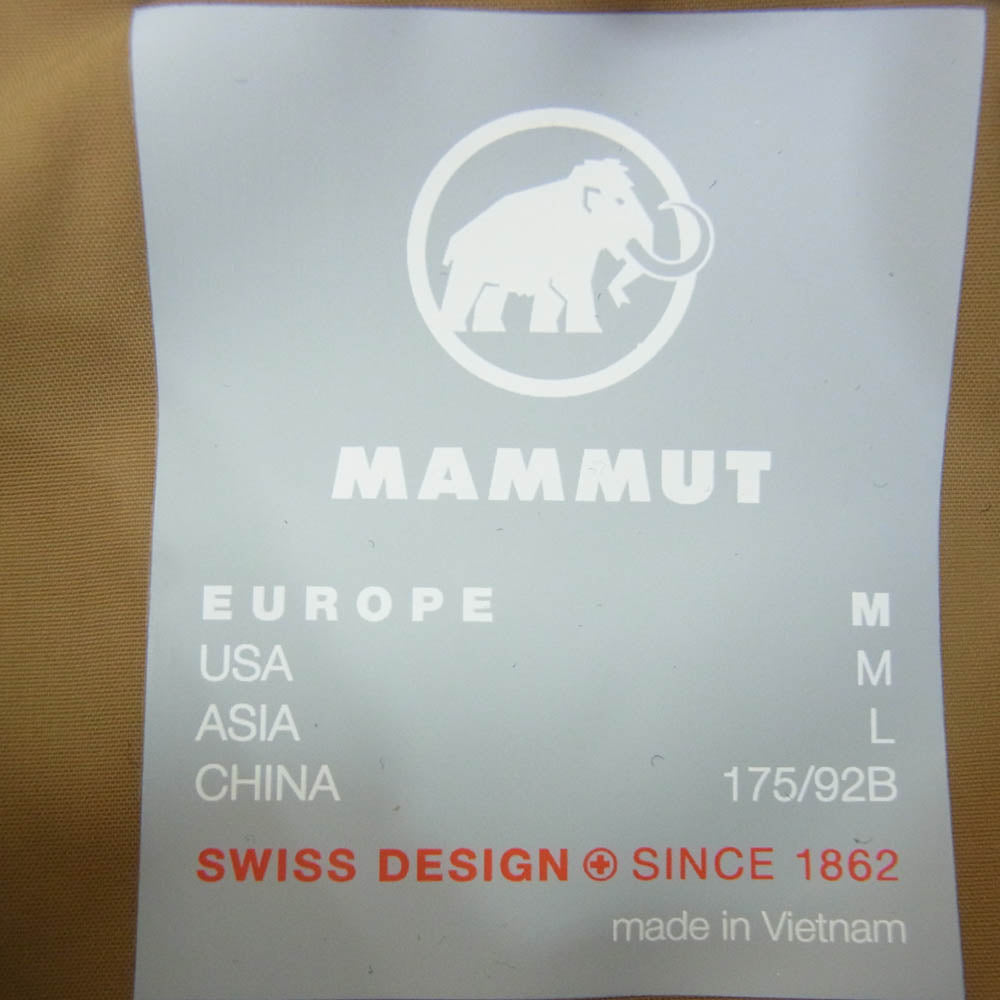 MAMMUT
EUROPE M
USA M
ASIA L
CHINA 175/92B
SWISS DESIGN SINCE 1862
made in Vietnam